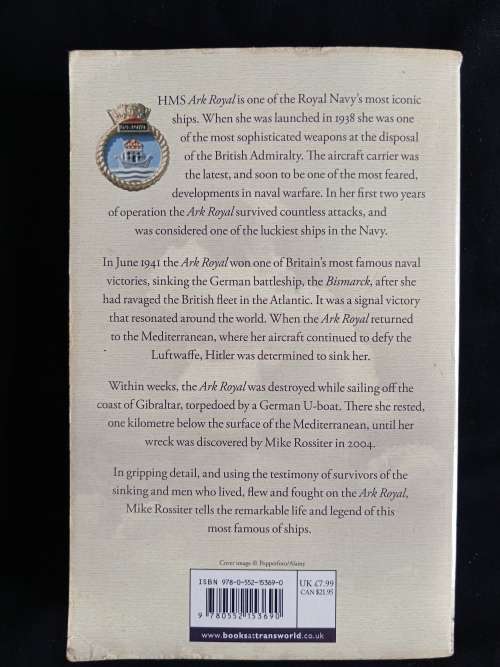 ARK ROYAL
HMS Ark Royal is one of the Royal Navy's most iconic
ships. When she was launched in 1938 she was one
of the most sophisticated weapons at the disposal
of the British Admiralty. The aircraft carrier was
the latest, and soon to be one of the most feared,
developments in naval warfare. In her first two years
of operation the Ark Royal survived countless attacks, and
was considered one of the luckiest ships in the Navy.
In June 1941 the Ark Royal won one of Britain's most famous naval
victories, sinking the German battleship, the Bismarck, after she
had ravaged the British fleet in the Atlantic. It was a signal victory
that resonated around the world. When the Ark Royal returned
to the Mediterranean, where her aircraft continued to defy the
Luftwaffe, Hitler was determined to sink her.
Within weeks, the Ark Royal was destroyed while sailing off the
coast of Gibraltar, torpedoed by a German U-boat. There she rested,
one kilometre below the surface of the Mediterranean, until her
wreck was discovered by Mike Rossiter in 2004.
In gripping detail, and using the testimony of survivors of the
sinking and men who lived, flew and fought on the Ark Royal,
Mike Rossiter tells the remarkable life and legend of this
most famous of ships.
Cover image © Popperfoto/Alamy
ISBN 978-0-552-15369-0
UK £7.99
CAN $21.95
9 780552 153690
www.booksattransworld.co.uk